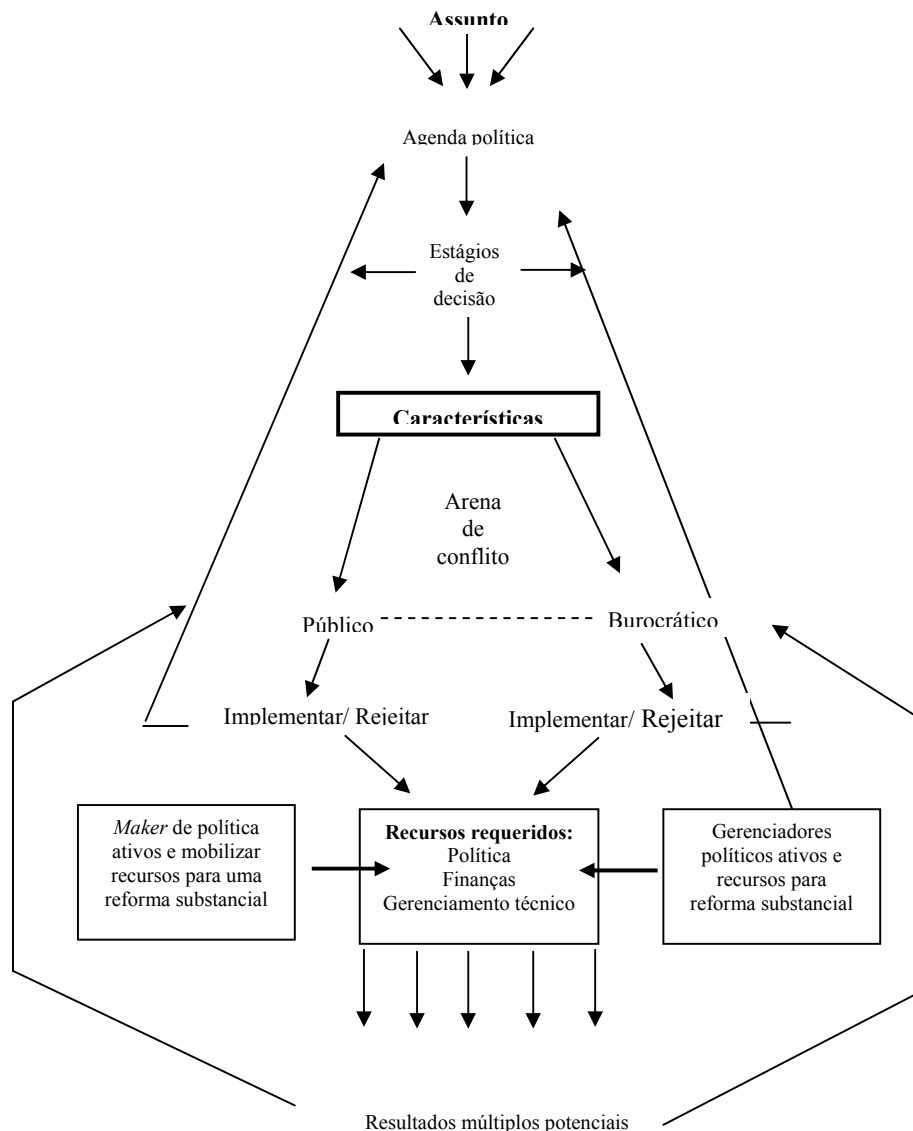 Assunto
Agenda política
Estágios
de
decisão
Características
Arena
de
conflito
Público
Burocrático
Implementar/ Rejeitar
Implementar/ Rejeitar
Maker de política
ativos e mobilizar
recursos para uma
reforma substancial
Recursos requeridos:
Política
Finanças
Gerenciamento técnico
Gerenciadores
políticos ativos e
recursos para
reforma substancial
Resultados múltiplos potenciais